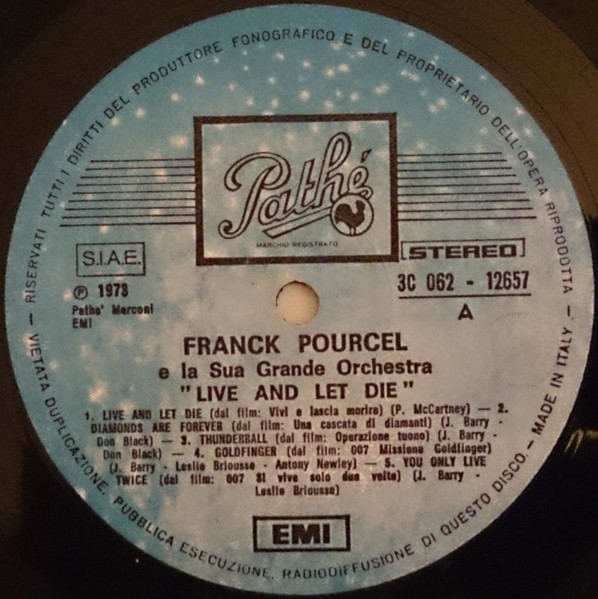 RISERVATI TUTTI I DIRITTI DEL PRODUTTORE FONOGRAFICO E DEL PROPRIETARIO DELL'OPERA RIPRODOTTA
— MADE IN ITALY —
VIETATA DUPLICAZIONE, PUBBLICA ESECUZIONE, RADIODIFFUSIONE DI QUESTO DISCO.
Pathé
MARCHIO REGISTRATO
S.I.A.E.
STEREO
℗ 1973
3C 062 - 12657
Pathe' Marconi
EMI
A
FRANCK POURCEL
e la Sua Grande Orchestra
"LIVE AND LET DIE"
1. LIVE AND LET DIE (dal film: Vivi e lascia morire) (P. McCartney) — 2.
DIAMONDS ARE FOREVER (dal film: Una cascata di diamanti) (J. Barry -
Don Black) — 3. THUNDERBALL (dal film: Operazione tuono) (J. Barry -
Don Black) — 4. GOLDFINGER (dal film: 007 Missione Goldfinger)
(J. Barry - Leslie Briousse - Antony Newley) — 5. YOU ONLY LIVE
TWICE (dal film: 007 Si vive solo due volte) (J. Barry -
Leslie Briousse)
EMI